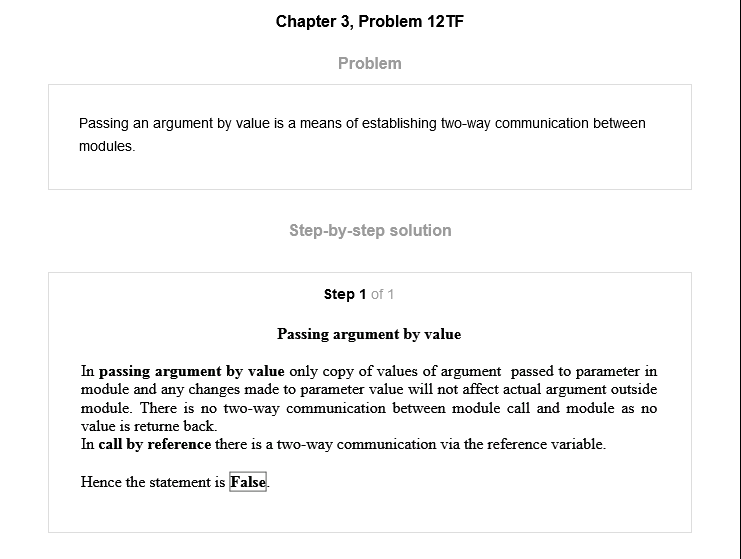 Chapter 3, Problem 12TF
Problem
Passing an argument by value is a means of establishing two-way communication between
modules.
Step-by-step solution
Step 1 of 1
Passing argument by value
In passing argument by value only copy of values of argument passed to parameter in
module and any changes made to parameter value will not affect actual argument outside
module. There is no two-way communication between module call and module as no
value is returne back.
In call by reference there is a two-way communication via the reference variable.
Hence the statement is False.